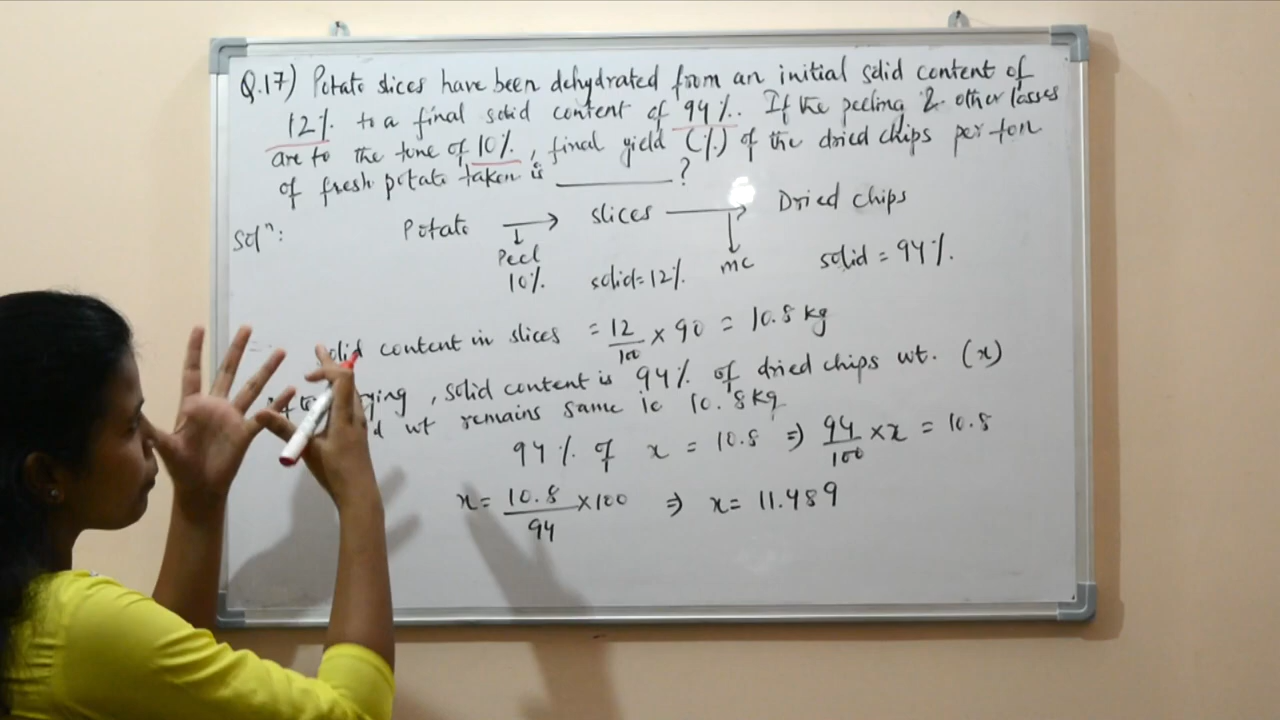 Q.17) Potato slices have been dehydrated from an initial solid content of
12% to a final solid content of 94%. If the peeling & other losses
are to the tune of 10%, final yield (%) of the dried chips per ton
of fresh potato taken is ________?
Solⁿ: Potato → slices → Dried chips
Peel mc
10% solid=12% solid = 94%
solid content in slices = 12/100 × 90 = 10.8 kg
, solid content is 94% of dried chips wt. (x)
wt remains same ie 10.8 kg
94% of x = 10.8 ⇒ 94/100 × x = 10.8
x = 10.8/94 × 100 ⇒ x = 11.489